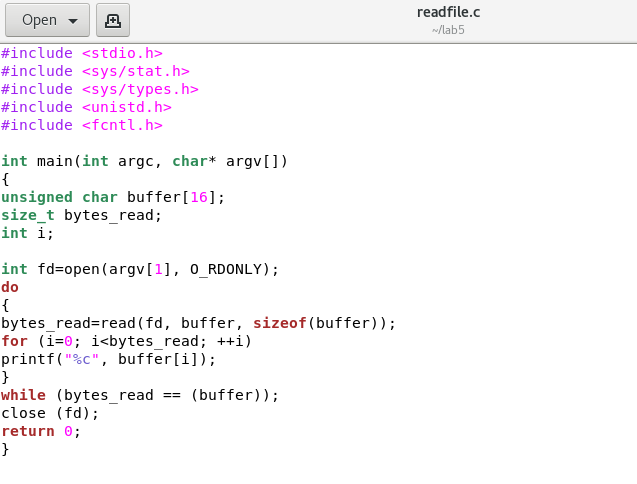 Open
readfile.c
~/lab5
#include <stdio.h>
#include <sys/stat.h>
#include <sys/types.h>
#include <unistd.h>
#include <fcntl.h>
int main(int argc, char* argv[])
{
unsigned char buffer[16];
size_t bytes_read;
int i;
int fd=open(argv[1], O_RDONLY);
do
{
bytes_read=read(fd, buffer, sizeof(buffer));
for (i=0; i<bytes_read; ++i)
printf("%c", buffer[i]);
}
while (bytes_read == (buffer));
close (fd);
return 0;
}